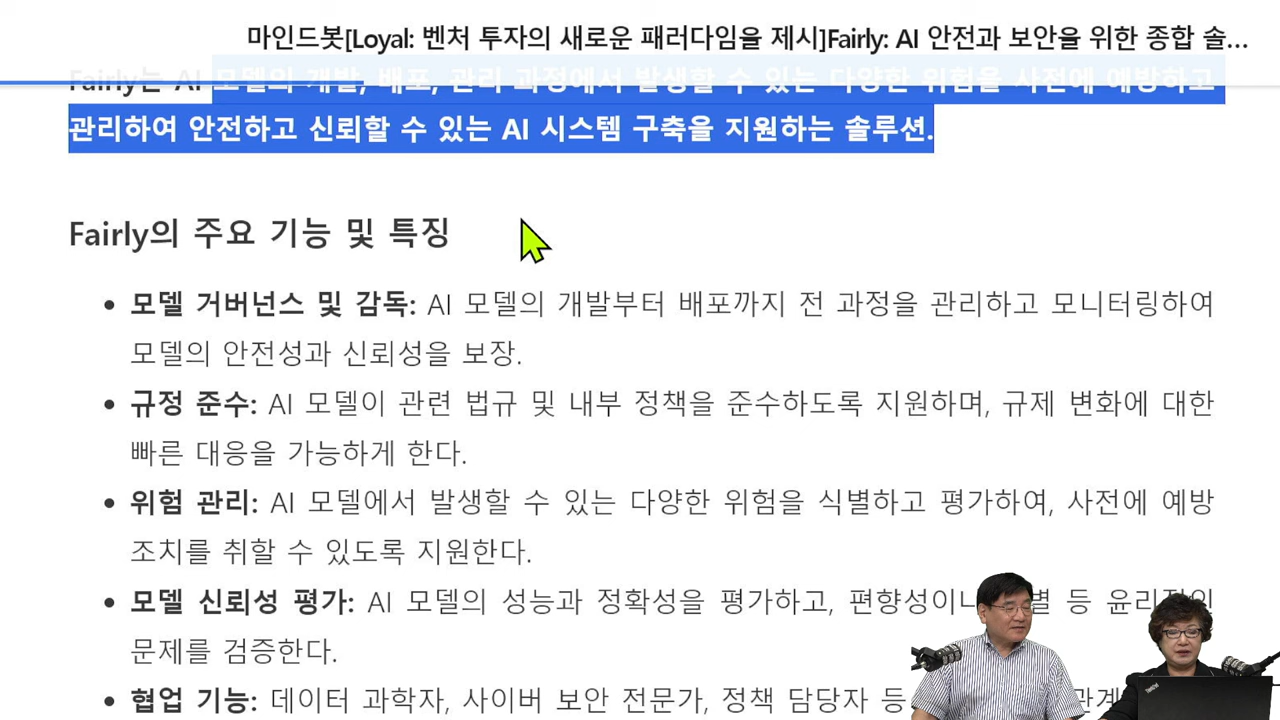 마인드봇[Loyal: 벤처 투자의 새로운 패러다임을 제시]Fairly: AI 안전과 보안을 위한 종합 솔...
Fairly는 AI 모델의 개발, 배포, 관리 과정에서 발생할 수 있는 다양한 위험을 사전에 예방하고
관리하여 안전하고 신뢰할 수 있는 AI 시스템 구축을 지원하는 솔루션.
Fairly의 주요 기능 및 특징
• 모델 거버넌스 및 감독: AI 모델의 개발부터 배포까지 전 과정을 관리하고 모니터링하여
모델의 안전성과 신뢰성을 보장.
• 규정 준수: AI 모델이 관련 법규 및 내부 정책을 준수하도록 지원하며, 규제 변화에 대한
빠른 대응을 가능하게 한다.
• 위험 관리: AI 모델에서 발생할 수 있는 다양한 위험을 식별하고 평가하여, 사전에 예방
조치를 취할 수 있도록 지원한다.
• 모델 신뢰성 평가: AI 모델의 성능과 정확성을 평가하고, 편향성이나 별 등 윤리적인
문제를 검증한다.
• 협업 기능: 데이터 과학자, 사이버 보안 전문가, 정책 담당자 등
ThinkPad